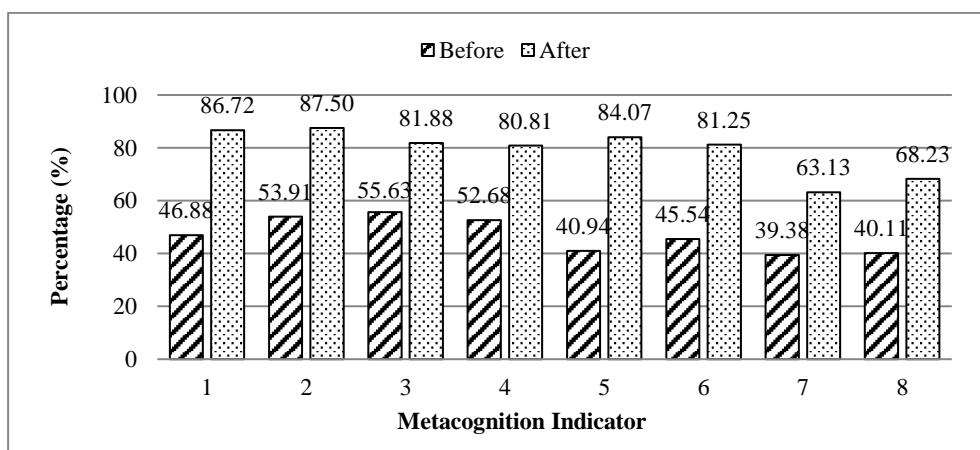 Before After
100
80
60
40
20
0
Percentage (%)
86.72 87.50 81.88 80.81 84.07 81.25 63.13 68.23
46.88 53.91 55.63 52.68 40.94 45.54 39.38 40.11
1 2 3 4 5 6 7 8
Metacognition Indicator